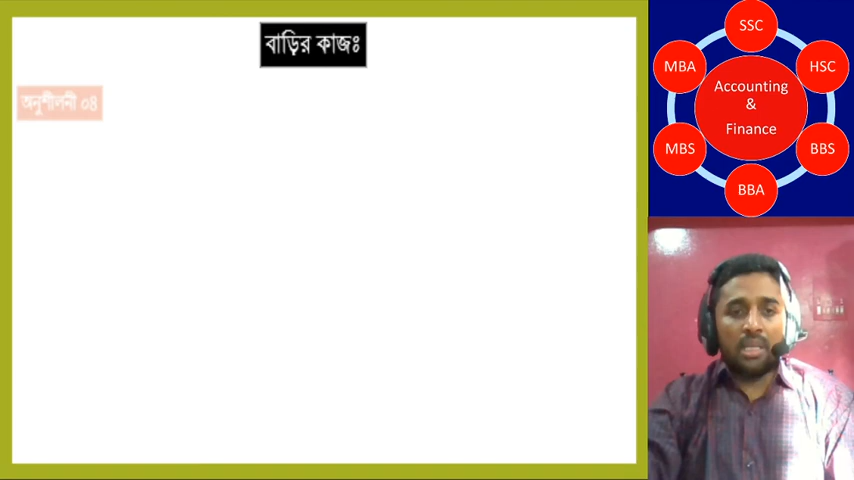 বাড়ির কাজঃ
অনুশীলনী ০৪
SSC
MBA
HSC
Accounting
&
Finance
MBS
BBS
BBA